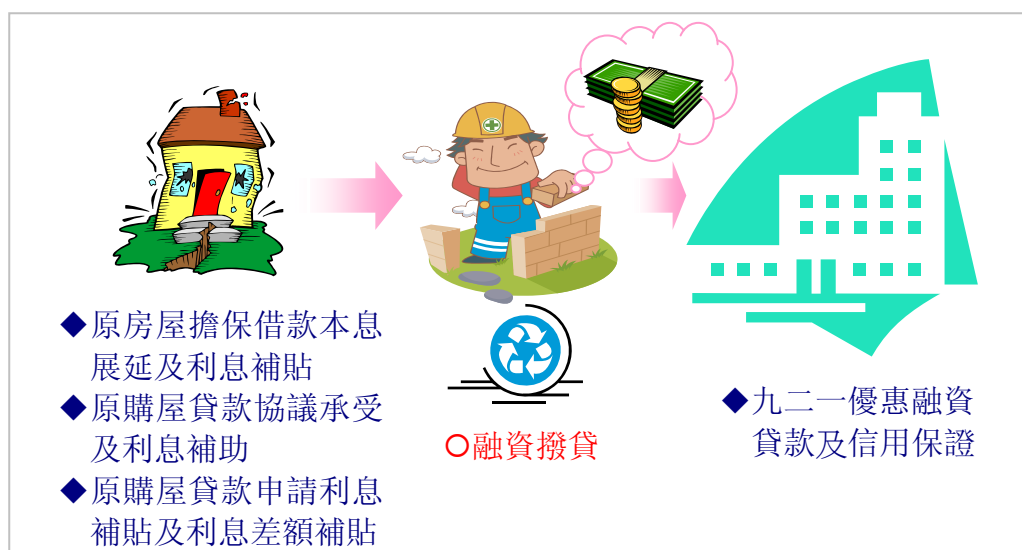 ◆原房屋擔保借款本息
展延及利息補貼
◆原購屋貸款協議承受
及利息補助
◆原購屋貸款申請利息
補貼及利息差額補貼
○融資撥貸
◆九二一優惠融資
貸款及信用保證